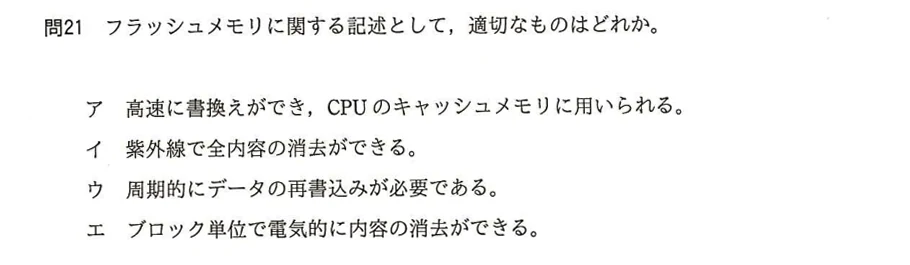 問21　フラッシュメモリに関する記述として，適切なものはどれか。
ア　高速に書換えができ，CPUのキャッシュメモリに用いられる。
イ　紫外線で全内容の消去ができる。
ウ　周期的にデータの再書込みが必要である。
エ　ブロック単位で電気的に内容の消去ができる。